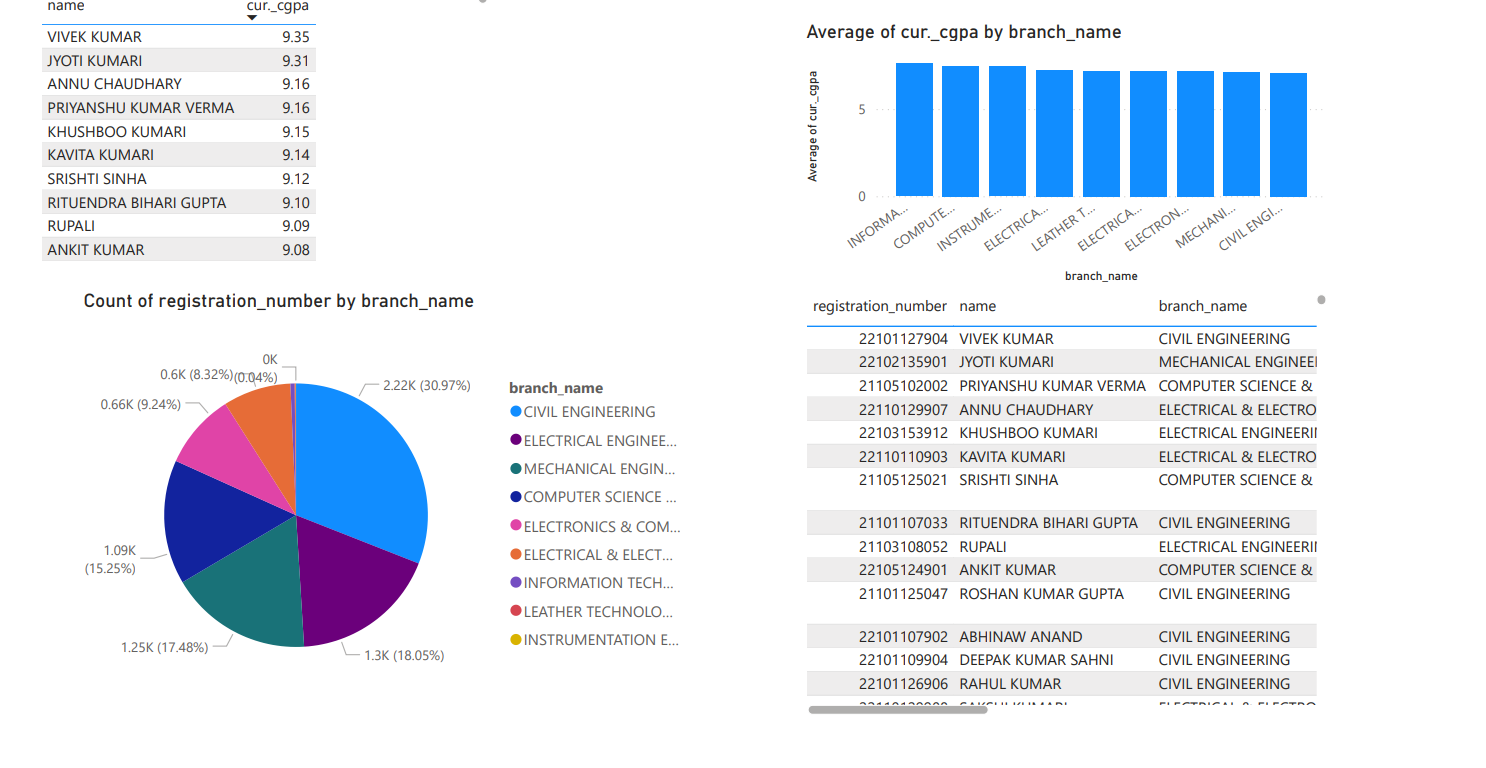 name cur._cgpa
VIVEK KUMAR 9.35
JYOTI KUMARI 9.31
ANNU CHAUDHARY 9.16
PRIYANSHU KUMAR VERMA 9.16
KHUSHBOO KUMARI 9.15
KAVITA KUMARI 9.14
SRISHTI SINHA 9.12
RITUENDRA BIHARI GUPTA 9.10
RUPALI 9.09
ANKIT KUMAR 9.08
Count of registration_number by branch_name
0K
(0.04%)
0.6K (8.32%)
2.22K (30.97%)
0.66K (9.24%)
1.09K
(15.25%)
1.25K (17.48%)
1.3K (18.05%)
branch_name
CIVIL ENGINEERING
ELECTRICAL ENGINEE...
MECHANICAL ENGIN...
COMPUTER SCIENCE ...
ELECTRONICS & COM...
ELECTRICAL & ELECT...
INFORMATION TECH...
LEATHER TECHNOLO...
INSTRUMENTATION E...
Average of cur._cgpa by branch_name
Average of cur._cgpa
5
0
INFORMA...
COMPUTE...
INSTRUME...
ELECTRICA...
LEATHER T...
ELECTRICA...
ELECTRON...
MECHANI...
CIVIL ENGI...
branch_name
registration_number name branch_name
22101127904 VIVEK KUMAR CIVIL ENGINEERING
22102135901 JYOTI KUMARI MECHANICAL ENGINEE
21105102002 PRIYANSHU KUMAR VERMA COMPUTER SCIENCE &
22110129907 ANNU CHAUDHARY ELECTRICAL & ELECTRO
22103153912 KHUSHBOO KUMARI ELECTRICAL ENGINEERI
22110110903 KAVITA KUMARI ELECTRICAL & ELECTRO
21105125021 SRISHTI SINHA COMPUTER SCIENCE &
21101107033 RITUENDRA BIHARI GUPTA CIVIL ENGINEERING
21103108052 RUPALI ELECTRICAL ENGINEERI
22105124901 ANKIT KUMAR COMPUTER SCIENCE &
21101125047 ROSHAN KUMAR GUPTA CIVIL ENGINEERING
22101107902 ABHINAW ANAND CIVIL ENGINEERING
22101109904 DEEPAK KUMAR SAHNI CIVIL ENGINEERING
22101126906 RAHUL KUMAR CIVIL ENGINEERING